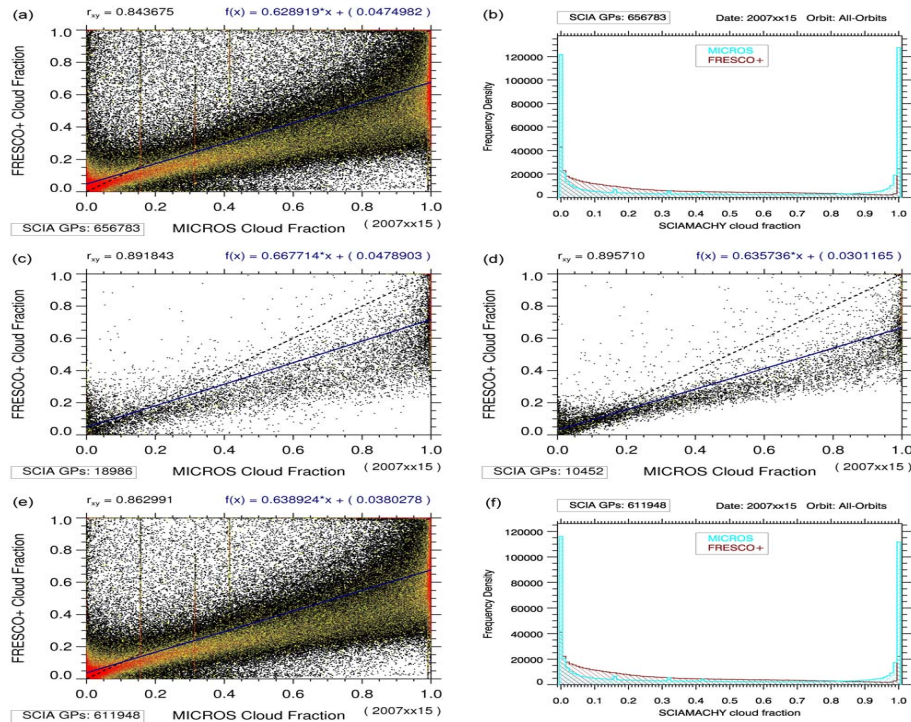 (a) r_xy = 0.843675 f(x) = 0.628919*x + ( 0.0474982 )
FRESCO+ Cloud Fraction
1.0
0.8
0.6
0.4
0.2
0.0
0.0 0.2 0.4 0.6 0.8 1.0
SCIA GPs: 656783 MICROS Cloud Fraction ( 2007xx15 )
(b) SCIA GPs: 656783 Date: 2007xx15 Orbit: All-Orbits
MICROS
FRESCO+
Frequency Density
120000
100000
80000
60000
40000
20000
0
0.0 0.1 0.2 0.3 0.4 0.5 0.6 0.7 0.8 0.9 1.0
SCIAMACHY cloud fraction
(c) r_xy = 0.891843 f(x) = 0.667714*x + ( 0.0478903 )
FRESCO+ Cloud Fraction
1.0
0.8
0.6
0.4
0.2
0.0
0.0 0.2 0.4 0.6 0.8 1.0
SCIA GPs: 18986 MICROS Cloud Fraction ( 2007xx15 )
(d) r_xy = 0.895710 f(x) = 0.635736*x + ( 0.0301165 )
FRESCO+ Cloud Fraction
1.0
0.8
0.6
0.4
0.2
0.0
0.0 0.2 0.4 0.6 0.8 1.0
SCIA GPs: 10452 MICROS Cloud Fraction ( 2007xx15 )
(e) r_xy = 0.862991 f(x) = 0.638924*x + ( 0.0380278 )
FRESCO+ Cloud Fraction
1.0
0.8
0.6
0.4
0.2
0.0
0.0 0.2 0.4 0.6 0.8 1.0
SCIA GPs: 611948 MICROS Cloud Fraction ( 2007xx15 )
(f) SCIA GPs: 611948 Date: 2007xx15 Orbit: All-Orbits
MICROS
FRESCO+
Frequency Density
120000
100000
80000
60000
40000
20000
0
0.0 0.1 0.2 0.3 0.4 0.5 0.6 0.7 0.8 0.9 1.0
SCIAMACHY cloud fraction